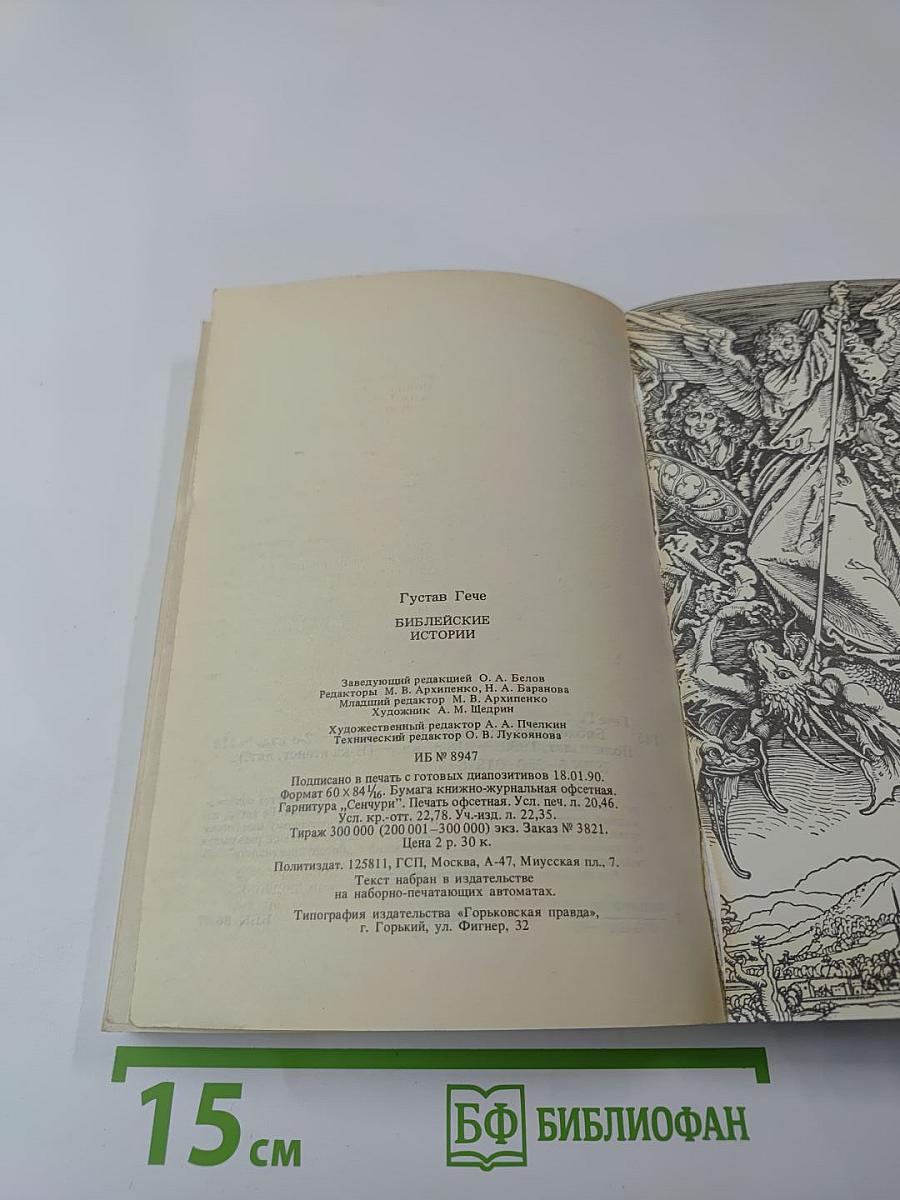 Густав Гече
БИБЛЕЙСКИЕ
ИСТОРИИ
Заведующий редакцией О. А. Белов
Редакторы М. В. Архипенко, Н. А. Баранова
Младший редактор М. В. Архипенко
Художник А. М. Щедрин
Художественный редактор А. А. Пчелкин
Технический редактор О. В. Лукоянова
ИБ № 8947
Подписано в печать с готовых диапозитивов 18.01.90.
Формат 60×84 1/16. Бумага книжно-журнальная офсетная.
Гарнитура „Сенчури". Печать офсетная. Усл. печ. л. 20,46.
Усл. кр.-отт. 22,78. Уч.-изд. л. 22,35.
Тираж 300 000 (200 001—300 000) экз. Заказ № 3821.
Цена 2 р. 30 к.
Политиздат. 125811, ГСП, Москва, А-47, Миусская пл., 7.
Текст набран в издательстве
на наборно-печатающих автоматах.
Типография издательства «Горьковская правда»,
г. Горький, ул. Фигнер, 32
15 см
БФ БИБЛИОФАН